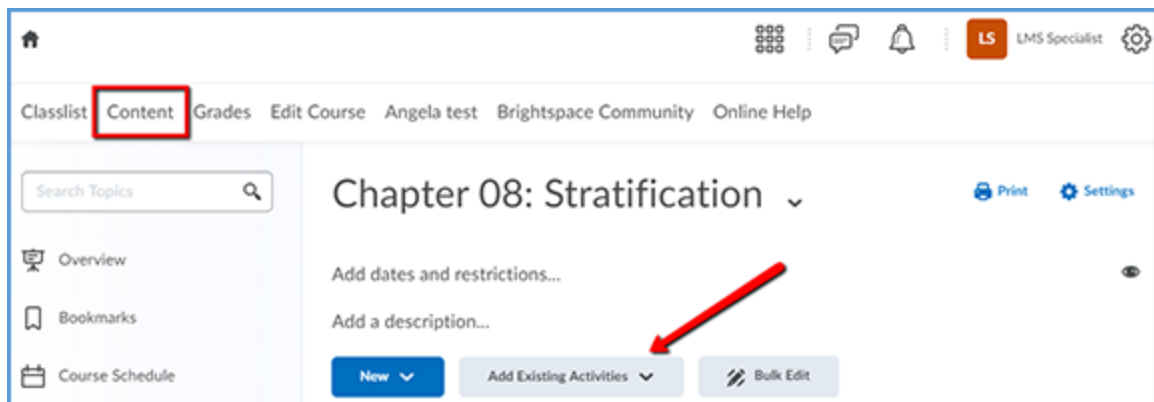 LS LMS Specialist
Classlist Content Grades Edit Course Angela test Brightspace Community Online Help
Search Topics
Chapter 08: Stratification
Print Settings
Overview
Add dates and restrictions...
Bookmarks
Add a description...
Course Schedule
New Add Existing Activities Bulk Edit